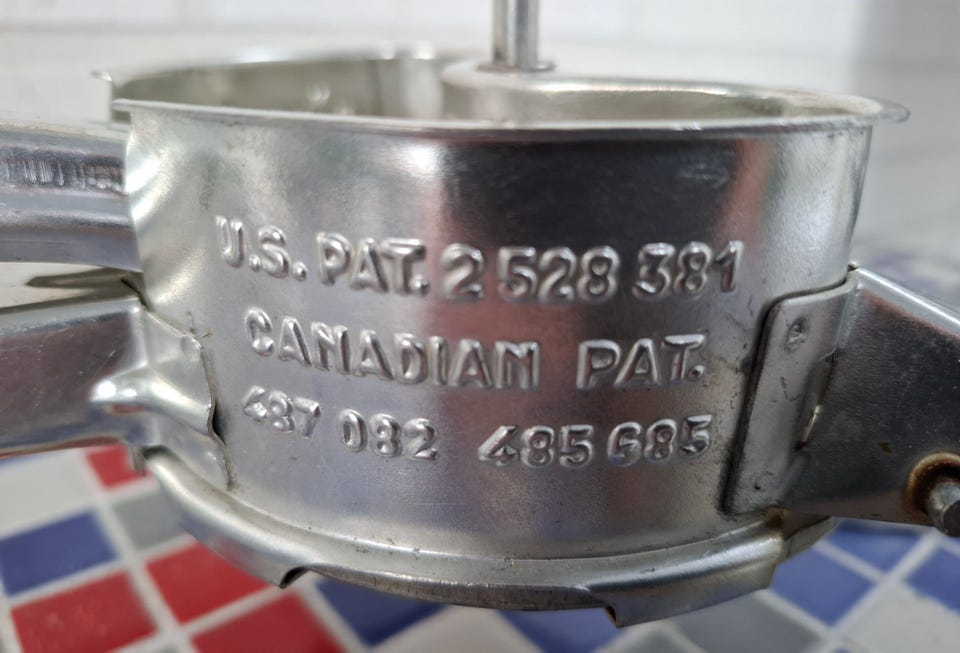 U.S. PAT. 2 528 381
CANADIAN PAT.
487 082 485 685